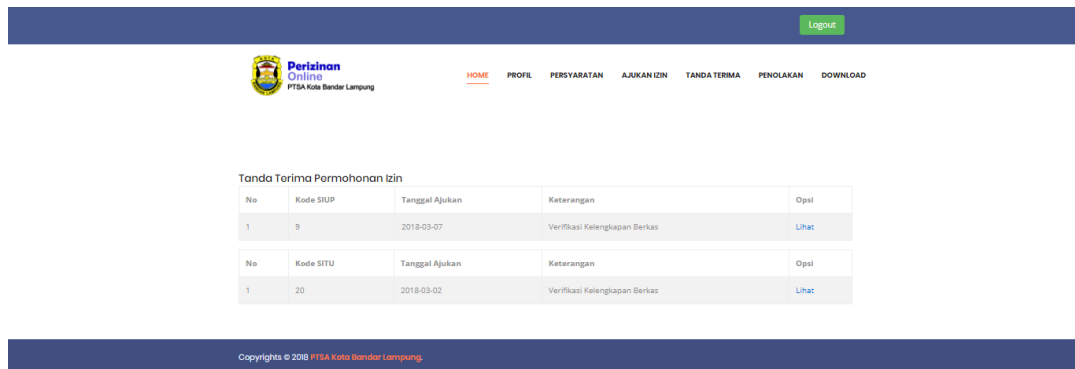 Logout
KOTA
Perizinan
Online
PTSA Kota Bandar Lampung
HOME PROFIL PERSYARATAN AJUKAN IZIN TANDA TERIMA PENOLAKAN DOWNLOAD
Tanda Terima Permohonan Izin
No Kode SIUP Tanggal Ajukan Keterangan Opsi
1 9 2018-03-07 Verifikasi Kelengkapan Berkas Lihat
No Kode SITU Tanggal Ajukan Keterangan Opsi
1 20 2018-03-02 Verifikasi Kelengkapan Berkas Lihat
Copyrights © 2018 PTSA Kota Bandar Lampung.